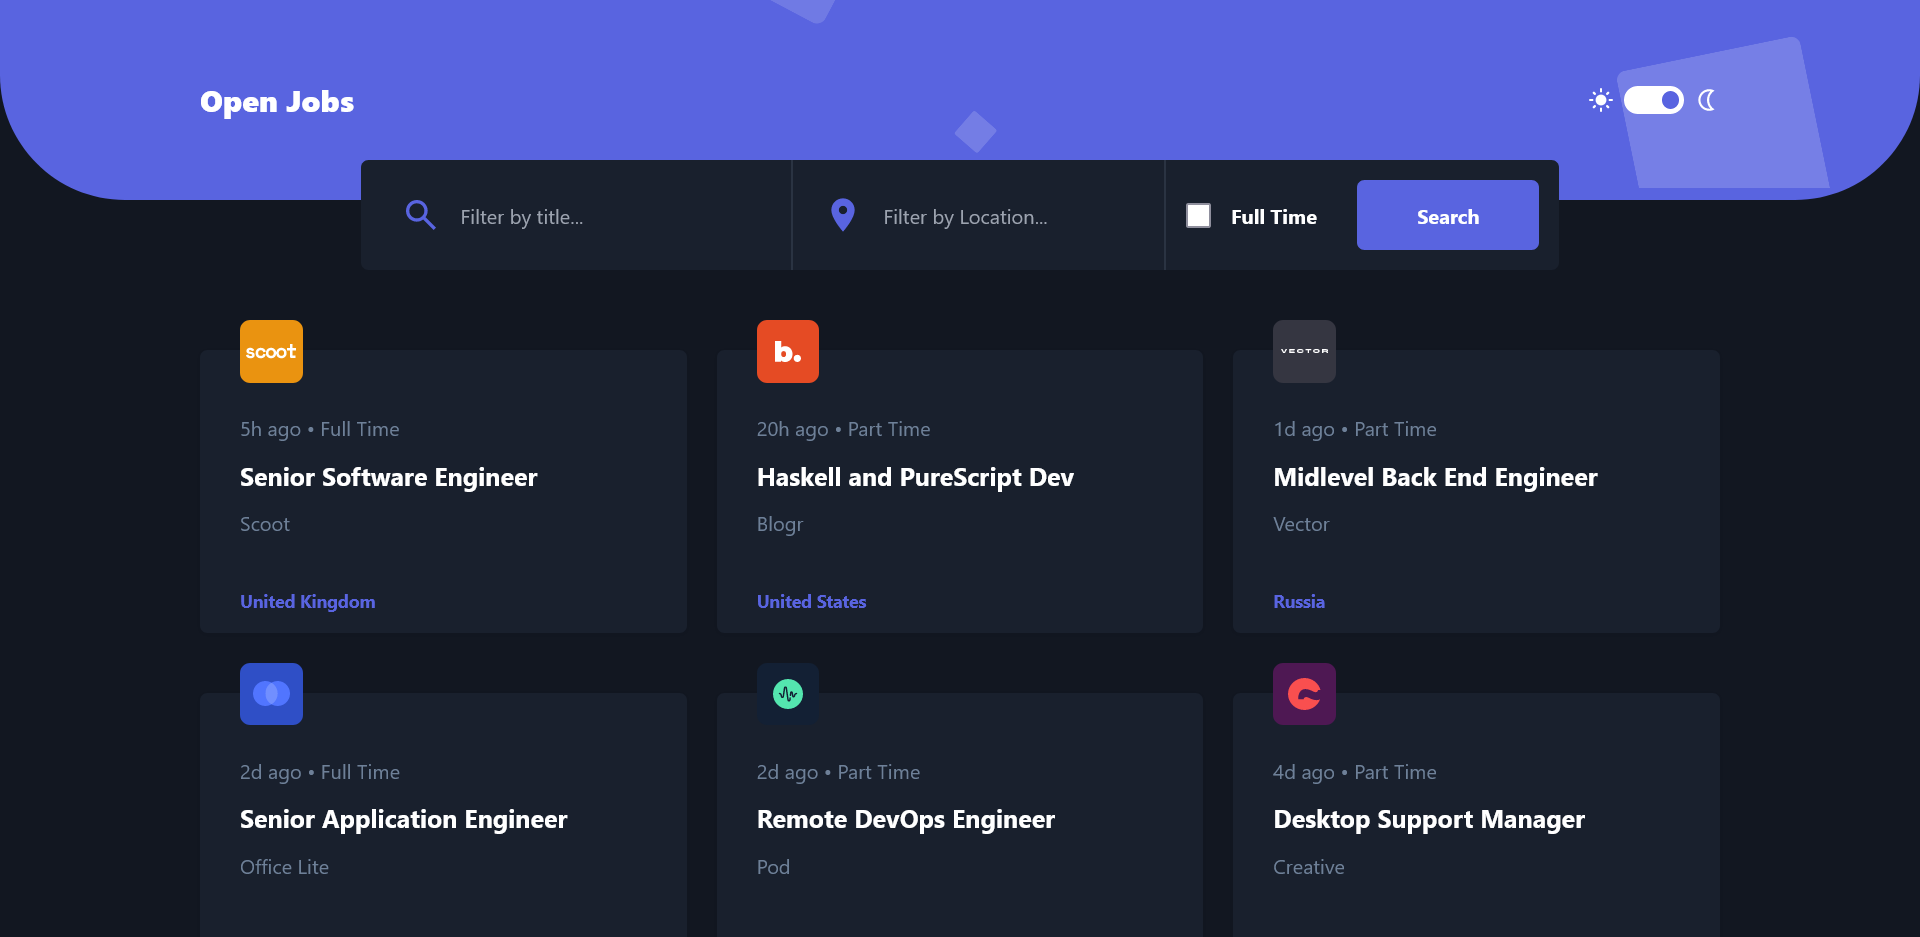 Open Jobs
Filter by title...
Filter by Location...
Full Time
Search
scoot
b.
VECTOR
5h ago • Full Time
20h ago • Part Time
1d ago • Part Time
Senior Software Engineer
Haskell and PureScript Dev
Midlevel Back End Engineer
Scoot
Blogr
Vector
United Kingdom
United States
Russia
2d ago • Full Time
2d ago • Part Time
4d ago • Part Time
Senior Application Engineer
Remote DevOps Engineer
Desktop Support Manager
Office Lite
Pod
Creative